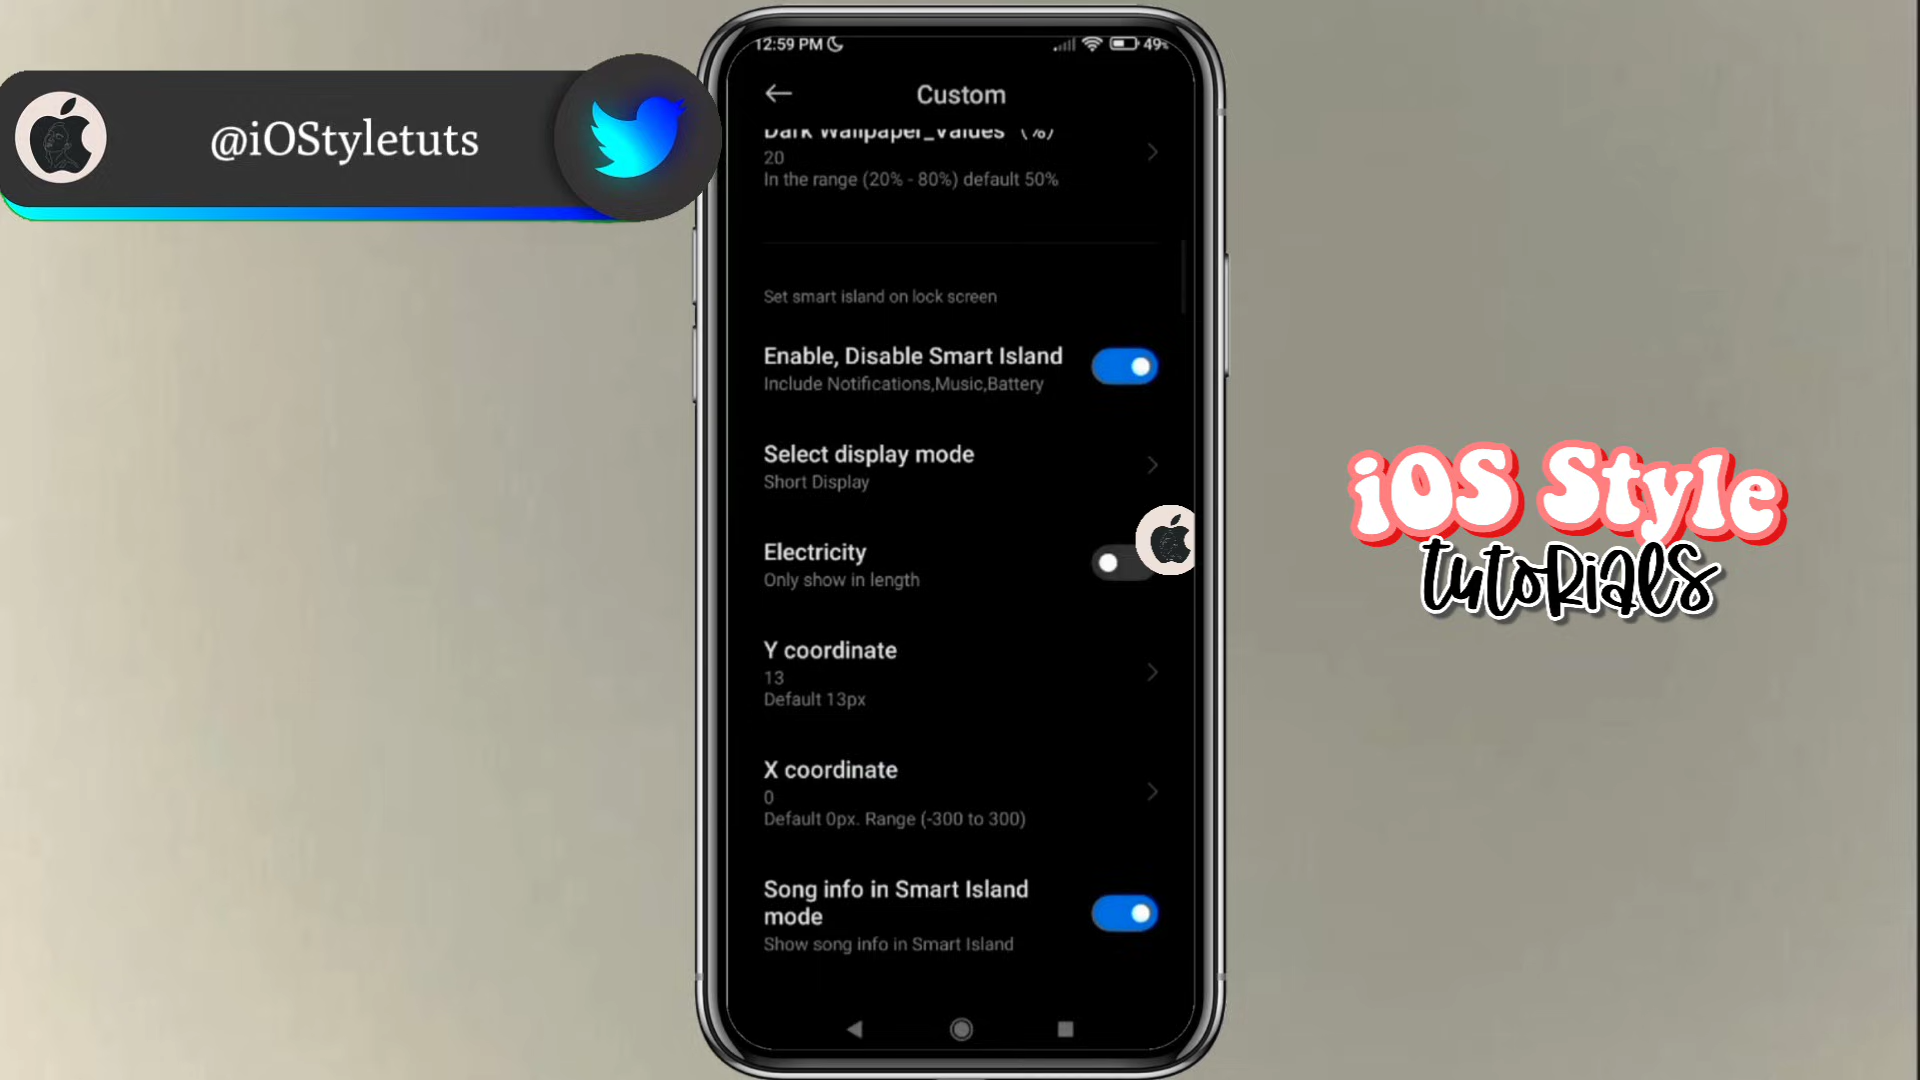 @iOStyletuts
12:59 PM
49%
Custom
Dark Wallpaper_Values (%)
20
In the range (20% - 80%) default 50%
Set smart island on lock screen
Enable, Disable Smart Island
Include Notifications,Music,Battery
Select display mode
Short Display
Electricity
Only show in length
Y coordinate
13
Default 13px
X coordinate
0
Default 0px. Range (-300 to 300)
Song info in Smart Island
mode
Show song info in Smart Island
iOS Style
tutorials